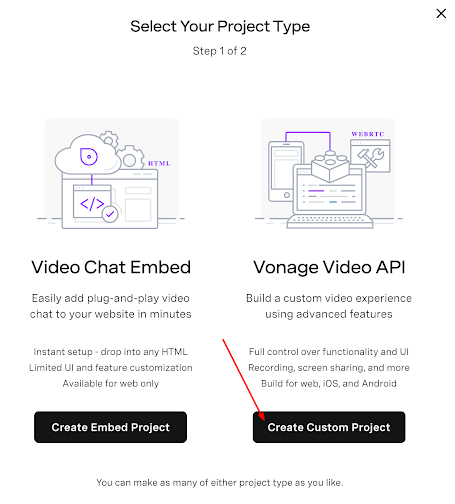 Select Your Project Type
Step 1 of 2
HTML
</>
WEBRTC
Video Chat Embed
Easily add plug-and-play video
chat to your website in minutes
Instant setup - drop into any HTML
Limited UI and feature customization
Available for web only
Create Embed Project
Vonage Video API
Build a custom video experience
using advanced features
Full control over functionality and UI
Recording, screen sharing, and more
Build for web, iOS, and Android
Create Custom Project
You can make as many of either project type as you like.